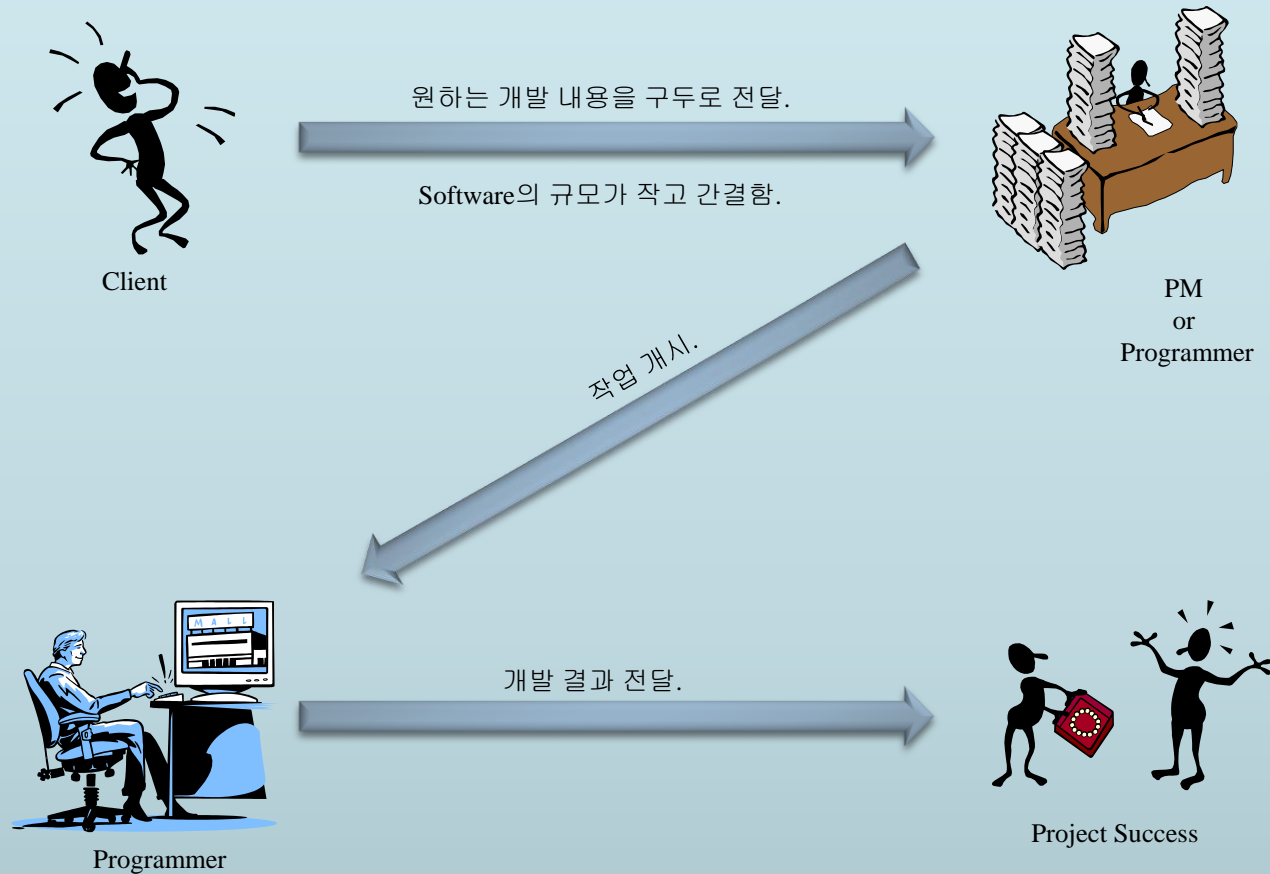 원하는 개발 내용을 구두로 전달.
Software의 규모가 작고 간결함.
Client
PM
or
Programmer
작업 개시.
MALL
개발 결과 전달.
Programmer
Project Success